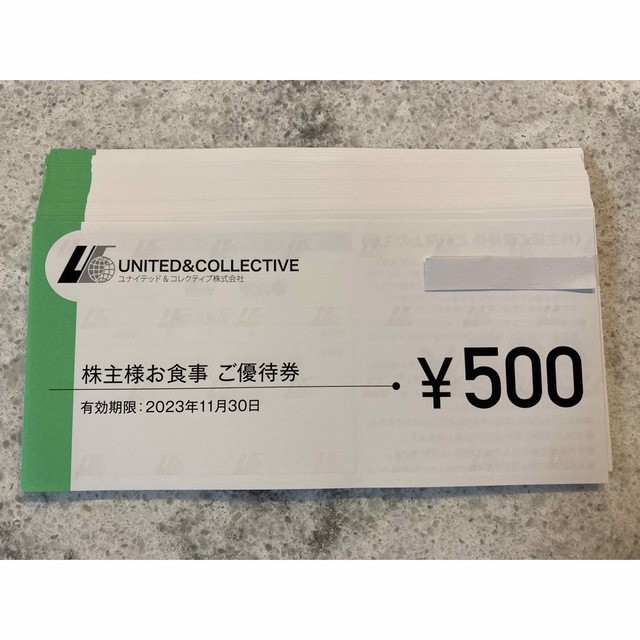 UNITED&COLLECTIVE
ユナイテッド&コレクティブ株式会社
株主様お食事 ご優待券
¥500
有効期限:2023年11月30日